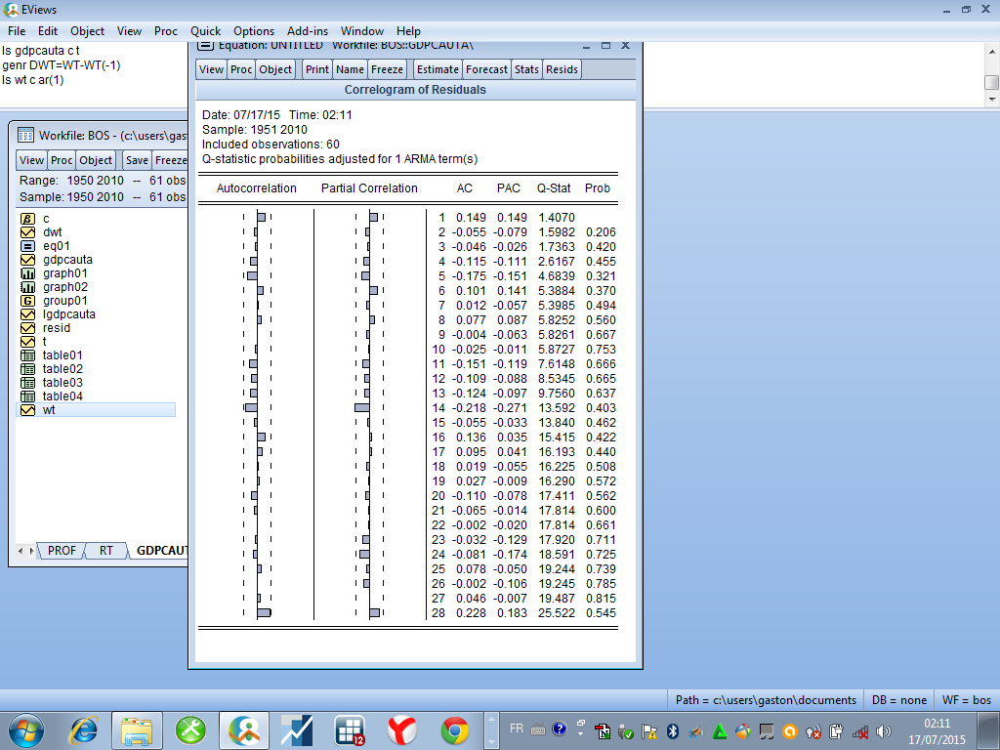 EViews
File Edit Object View Proc Quick Options Add-ins Window Help
ls gdpcauta c t
genr DWT=WT-WT(-1)
ls wt c ar(1)
Workfile: BOS - (c:\users\gast
View Proc Object Save Freeze
Range: 1950 2010 -- 61 obs
Sample: 1950 2010 -- 61 obs
c
dwt
eq01
gdpcauta
graph01
graph02
group01
lgdpcauta
resid
t
table01
table02
table03
table04
wt
PROF RT GDPCAUT
Equation: UNTITLED Workfile: BOS::GDPCAUTA\
View Proc Object Print Name Freeze Estimate Forecast Stats Resids
Correlogram of Residuals
Date: 07/17/15 Time: 02:11
Sample: 1951 2010
Included observations: 60
Q-statistic probabilities adjusted for 1 ARMA term(s)
Autocorrelation Partial Correlation AC PAC Q-Stat Prob
1 0.149 0.149 1.4070
2 -0.055 -0.079 1.5982 0.206
3 -0.046 -0.026 1.7363 0.420
4 -0.115 -0.111 2.6167 0.455
5 -0.175 -0.151 4.6839 0.321
6 0.101 0.141 5.3884 0.370
7 0.012 -0.057 5.3985 0.494
8 0.077 0.087 5.8252 0.560
9 -0.004 -0.063 5.8261 0.667
10 -0.025 -0.011 5.8727 0.753
11 -0.151 -0.119 7.6148 0.666
12 -0.109 -0.088 8.5345 0.665
13 -0.124 -0.097 9.7560 0.637
14 -0.218 -0.271 13.592 0.403
15 -0.055 -0.033 13.840 0.462
16 0.136 0.035 15.415 0.422
17 0.095 0.041 16.193 0.440
18 0.019 -0.055 16.225 0.508
19 0.027 -0.009 16.290 0.572
20 -0.110 -0.078 17.411 0.562
21 -0.065 -0.014 17.814 0.600
22 -0.002 -0.020 17.814 0.661
23 -0.032 -0.129 17.920 0.711
24 -0.081 -0.174 18.591 0.725
25 0.078 -0.050 19.244 0.739
26 -0.002 -0.106 19.245 0.785
27 0.046 -0.007 19.487 0.815
28 0.228 0.183 25.522 0.545
Path = c:\users\gaston\documents DB = none WF = bos
12
FR
02:11
17/07/2015